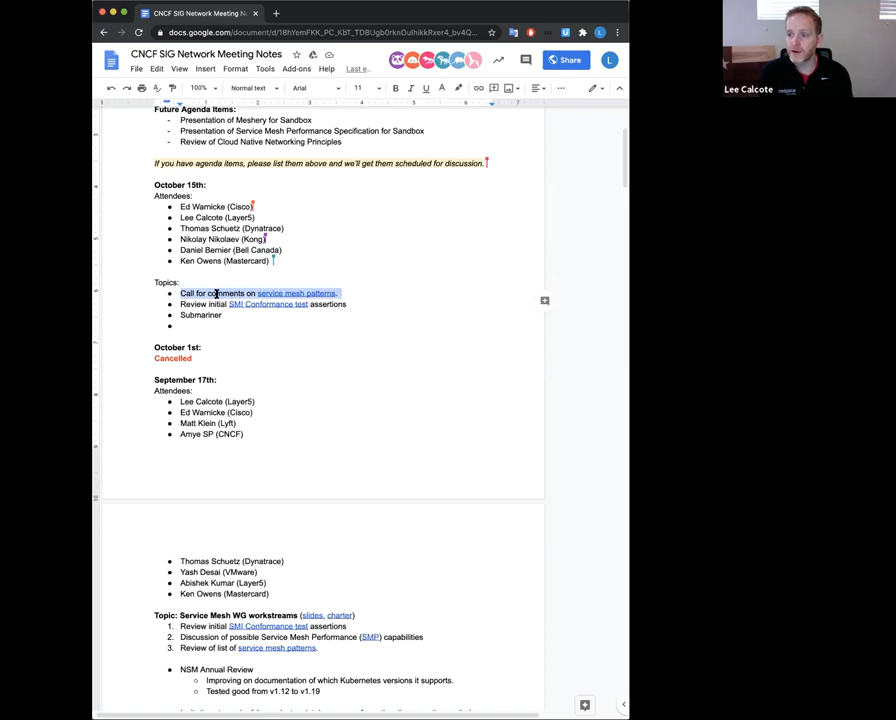 CNCF SIG Network Meeting Notes
docs.google.com/document/d/18hYemFKK_PC_KbT_TDBUgb0rknOuIhikkRxer4_bv4Q...
CNCF SIG Network Meeting Notes
File Edit View Insert Format Tools Add-ons Help Last e...
Share
L
100% Normal text Arial 11
Future Agenda Items:
- Presentation of Meshery for Sandbox
- Presentation of Service Mesh Performance Specification for Sandbox
- Review of Cloud Native Networking Principles
If you have agenda items, please list them above and we'll get them scheduled for discussion.
October 15th:
Attendees:
● Ed Warnicke (Cisco)
● Lee Calcote (Layer5)
● Thomas Schuetz (Dynatrace)
● Nikolay Nikolaev (Kong)
● Daniel Bernier (Bell Canada)
● Ken Owens (Mastercard)
Topics:
● Call for comments on service mesh patterns.
● Review initial SMI Conformance test assertions
● Submariner
●
October 1st:
Cancelled
September 17th:
Attendees:
● Lee Calcote (Layer5)
● Ed Warnicke (Cisco)
● Matt Klein (Lyft)
● Amye SP (CNCF)
● Thomas Schuetz (Dynatrace)
● Yash Desai (VMware)
● Abishek Kumar (Layer5)
● Ken Owens (Mastercard)
Topic: Service Mesh WG workstreams (slides, charter)
1. Review initial SMI Conformance test assertions
2. Discussion of possible Service Mesh Performance (SMP) capabilities
3. Review of list of service mesh patterns.
● NSM Annual Review
○ Improving on documentation of which Kubernetes versions it supports.
○ Tested good from v1.12 to v1.19
Lee Calcote